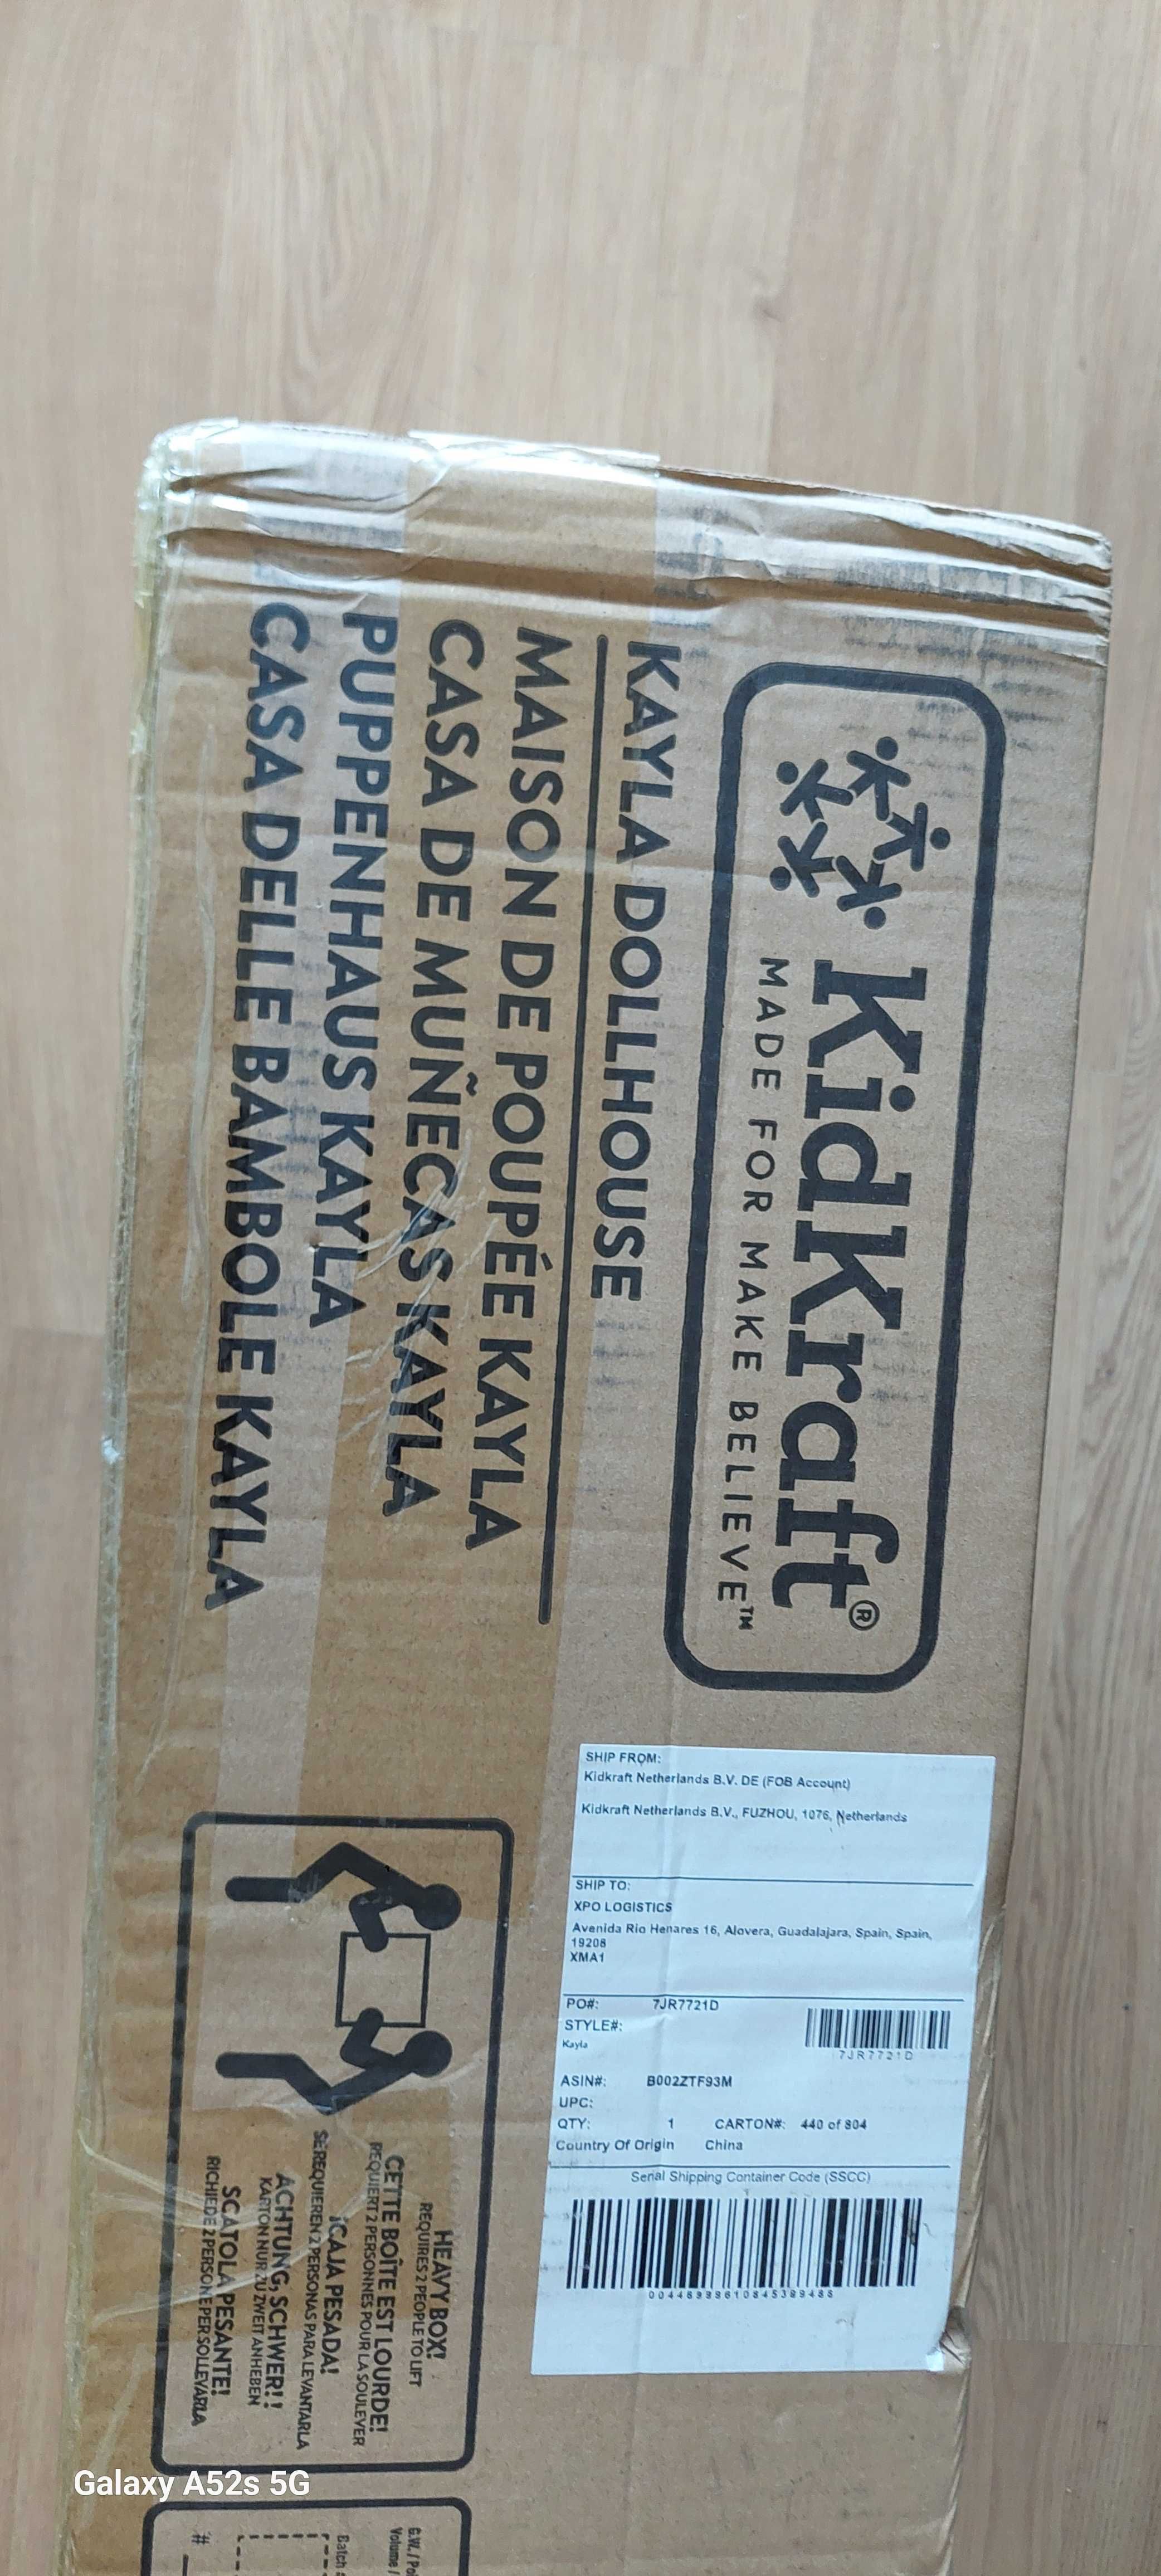 KidKraft®
MADE FOR MAKE BELIEVE™
KAYLA DOLLHOUSE
MAISON DE POUPÉE KAYLA
CASA DE MUÑECAS KAYLA
PUPPENHAUS KAYLA
CASA DELLE BAMBOLE KAYLA
SHIP FROM:
Kidkraft Netherlands B.V. DE (FOB Account)
Kidkraft Netherlands B.V., FUZHOU, 1076, Netherlands
SHIP TO:
XPO LOGISTICS
Avenida Rio Henares 16, Alovera, Guadalajara, Spain, Spain,
19208
XMA1
PO#: 7JR7721D
7JR7721D
STYLE#:
Kayla
ASIN#: B002ZTF93M
UPC:
QTY: 1 CARTON#: 440 of 804
Country Of Origin China
Serial Shipping Container Code (SSCC)
HEAVY BOX!
REQUIRES 2 PEOPLE TO LIFT
CETTE BOÎTE EST LOURDE!
REQUIERT 2 PERSONNES POUR LA SOULEVER
¡CAJA PESADA!
SE REQUIEREN 2 PERSONAS PARA LEVANTARLA
ACHTUNG, SCHWER!!
KARTON NUR ZU ZWEIT ANHEBEN
SCATOLA PESANTE!
RICHIEDE 2 PERSONE PER SOLLEVARLA
G.W. /
Volume /
Batch
#
Galaxy A52s 5G